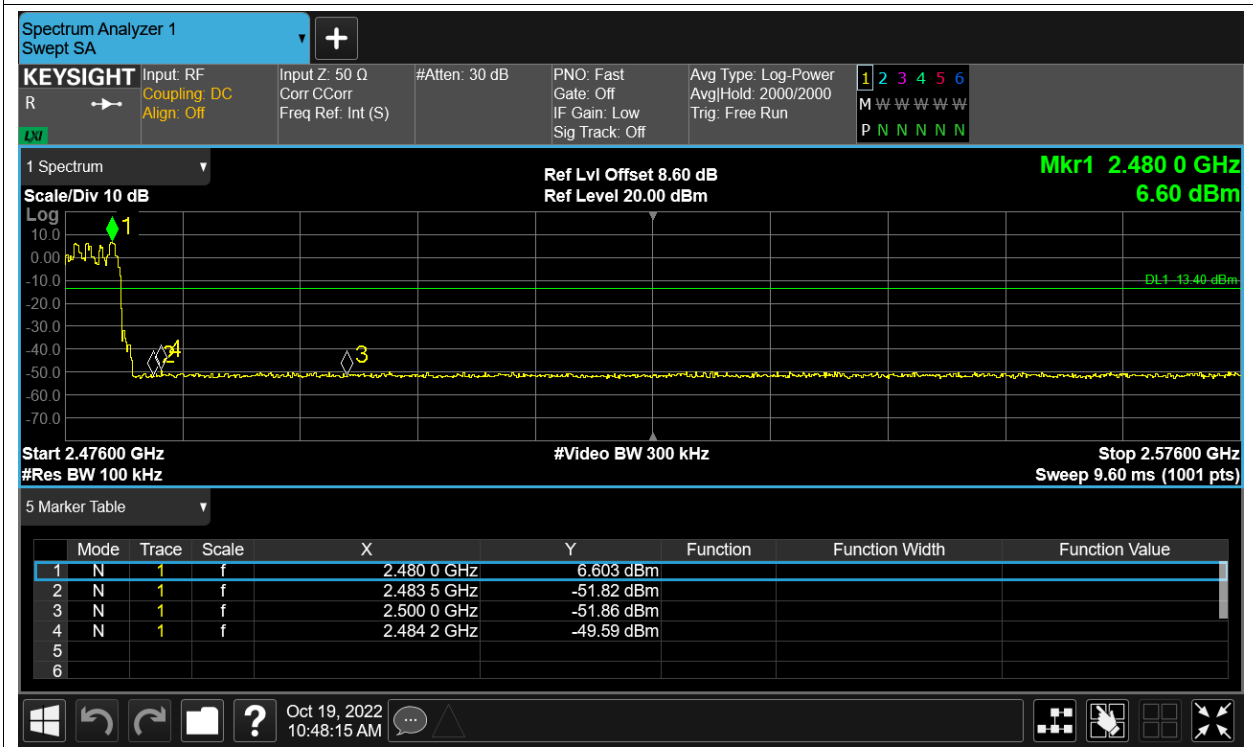 Spectrum Analyzer 1
Swept SA
+
KEYSIGHT Input: RF Input Z: 50 Ω #Atten: 30 dB PNO: Fast Avg Type: Log-Power 1 2 3 4 5 6
R Coupling: DC Corr CCorr Gate: Off Avg|Hold: 2000/2000 M W W W W W
Align: Off Freq Ref: Int (S) IF Gain: Low Trig: Free Run
LXI Sig Track: Off P N N N N N
1 Spectrum Ref Lvl Offset 8.60 dB Mkr1 2.480 0 GHz
Scale/Div 10 dB Ref Level 20.00 dBm 6.60 dBm
Log
1
10.0
0.00
-10.0
DL1 -13.40 dBm
-20.0
-30.0
-40.0
2 4 3
-50.0
-60.0
-70.0
Start 2.47600 GHz #Video BW 300 kHz Stop 2.57600 GHz
#Res BW 100 kHz Sweep 9.60 ms (1001 pts)
5 Marker Table
Mode Trace Scale X Y Function Function Width Function Value
1 N 1 f 2.480 0 GHz 6.603 dBm
2 N 1 f 2.483 5 GHz -51.82 dBm
3 N 1 f 2.500 0 GHz -51.86 dBm
4 N 1 f 2.484 2 GHz -49.59 dBm
5
6
? Oct 19, 2022
10:48:15 AM